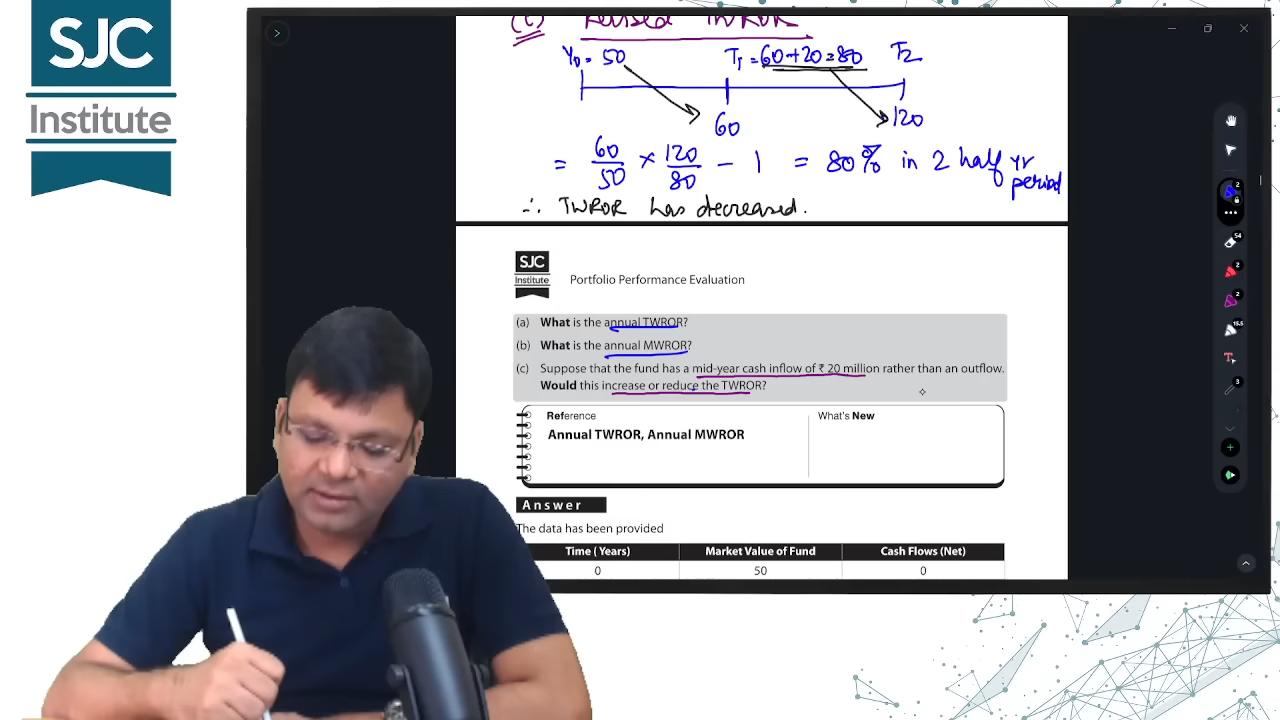 SJC
Institute
(c) Revised TWROR
Y0 = 50
T1 = 60+20=80
T2
60
120
= 60/50 × 120/80 − 1 = 80% in 2 half yr period
∴ TWROR has decreased.
SJC
Institute
Portfolio Performance Evaluation
(a) What is the annual TWROR?
(b) What is the annual MWROR?
(c) Suppose that the fund has a mid-year cash inflow of ₹ 20 million rather than an outflow.
Would this increase or reduce the TWROR?
Reference
What's New
Annual TWROR, Annual MWROR
Answer
The data has been provided
Time ( Years) Market Value of Fund Cash Flows (Net)
0 50 0